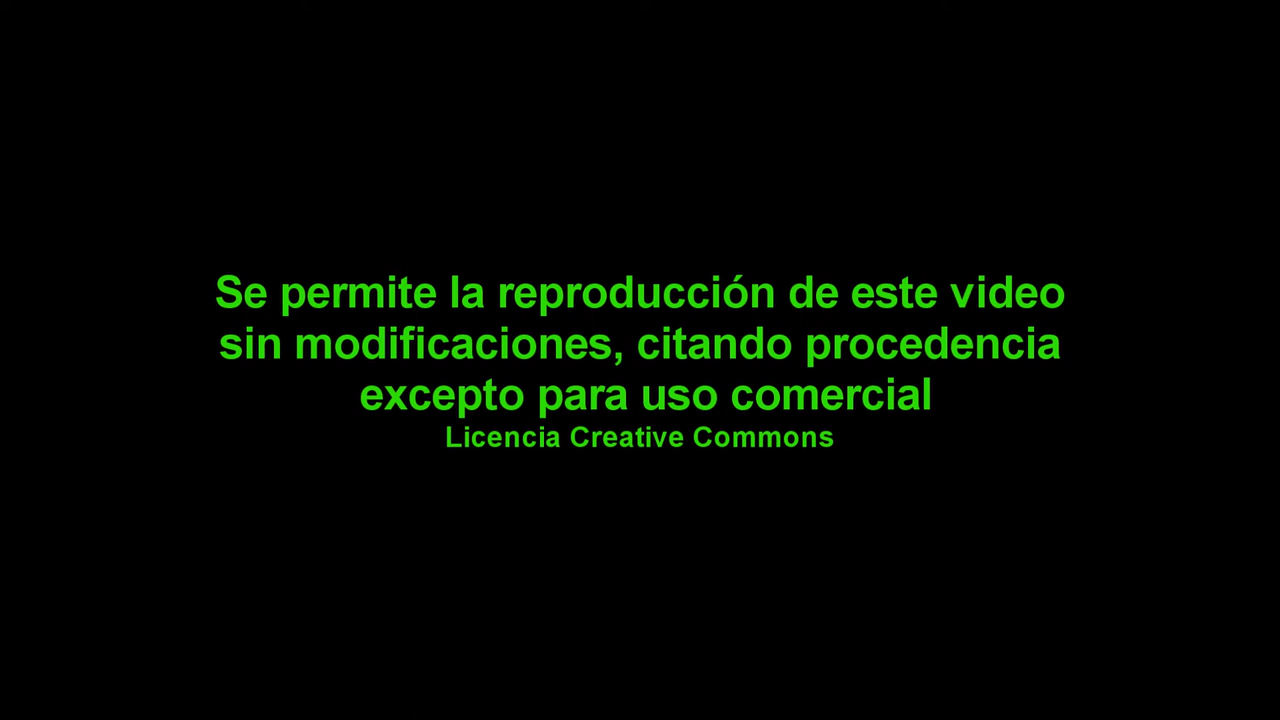 Se permite la reproducción de este video
sin modificaciones, citando procedencia
excepto para uso comercial
Licencia Creative Commons